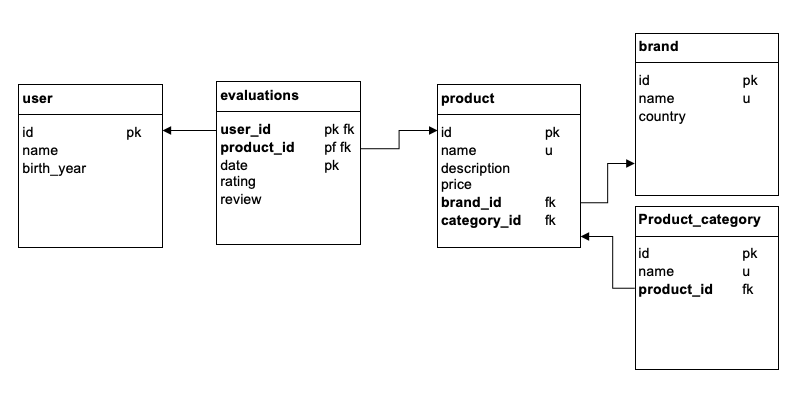 user
id pk
name
birth_year
evaluations
user_id pk fk
product_id pf fk
date pk
rating
review
product
id pk
name u
description
price
brand_id fk
category_id fk
brand
id pk
name u
country
Product_category
id pk
name u
product_id fk